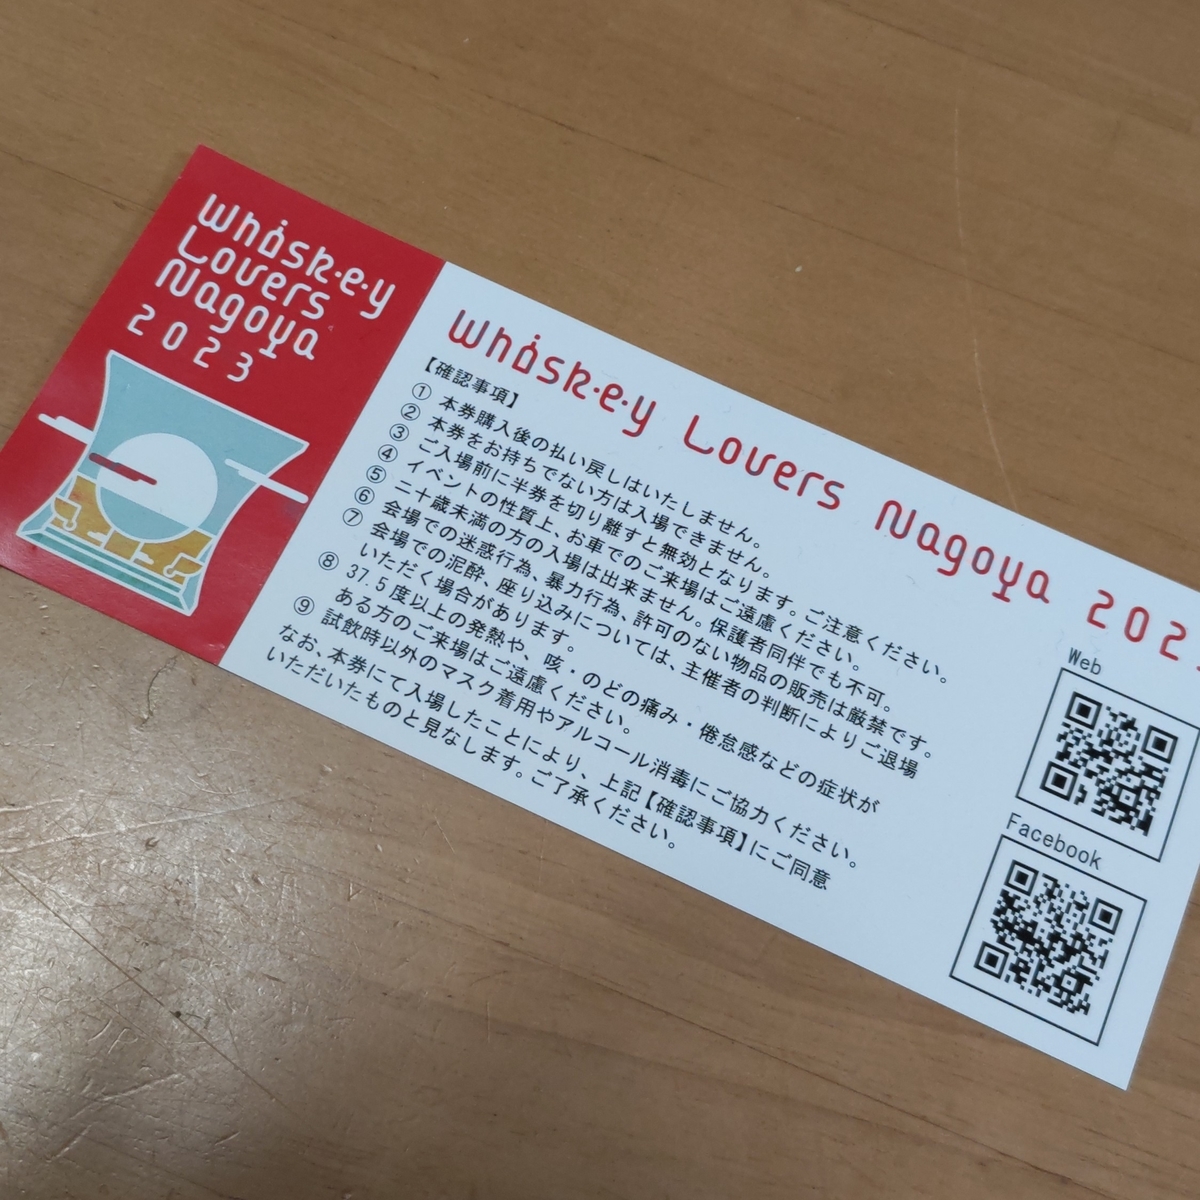 Whisk·e·y
Lovers
Nagoya
2023
Whisk·e·y Lovers Nagoya 202
【確認事項】
① 本券購入後の払い戻しはいたしません。
② 本券をお持ちでない方は入場できません。
③ ご入場前に半券を切り離すと無効となります。ご注意ください。
④ イベントの性質上、お車でのご来場はご遠慮ください。
⑤ 二十歳未満の方の入場は出来ません。保護者同伴でも不可。
⑥ 会場での迷惑行為、暴力行為、許可のない物品の販売は厳禁です。
⑦ 会場での泥酔、座り込みについては、主催者の判断によりご退場
いただく場合があります。
⑧ 37.5度以上の発熱や、咳・のどの痛み・倦怠感などの症状が
ある方のご来場はご遠慮ください。
⑨ 試飲時以外のマスク着用やアルコール消毒にご協力ください。
なお、本券にて入場したことにより、上記【確認事項】にご同意
いただいたものと見なします。ご了承ください。
Web
Facebook